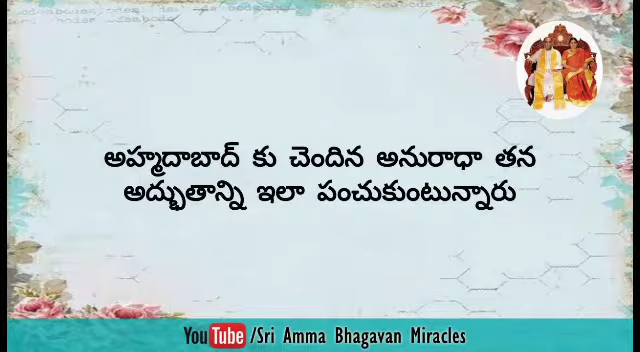 అహ్మదాబాద్ కు చెందిన అనురాధా తన
అద్భుతాన్ని ఇలా పంచుకుంటున్నారు
YouTube /Sri Amma Bhagavan Miracles